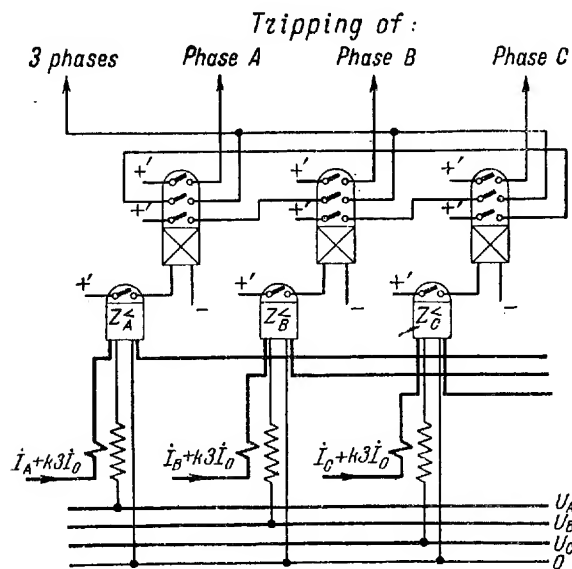 Tripping of :
3 phases Phase A Phase B Phase C
+′ +′ +′
+′ +′ +′
+′ − +′ − +′ −
Z<A Z<B Z<C
İA+k3İ0 İB+k3İ0 İC+k3İ0
UA
UB
UC
0